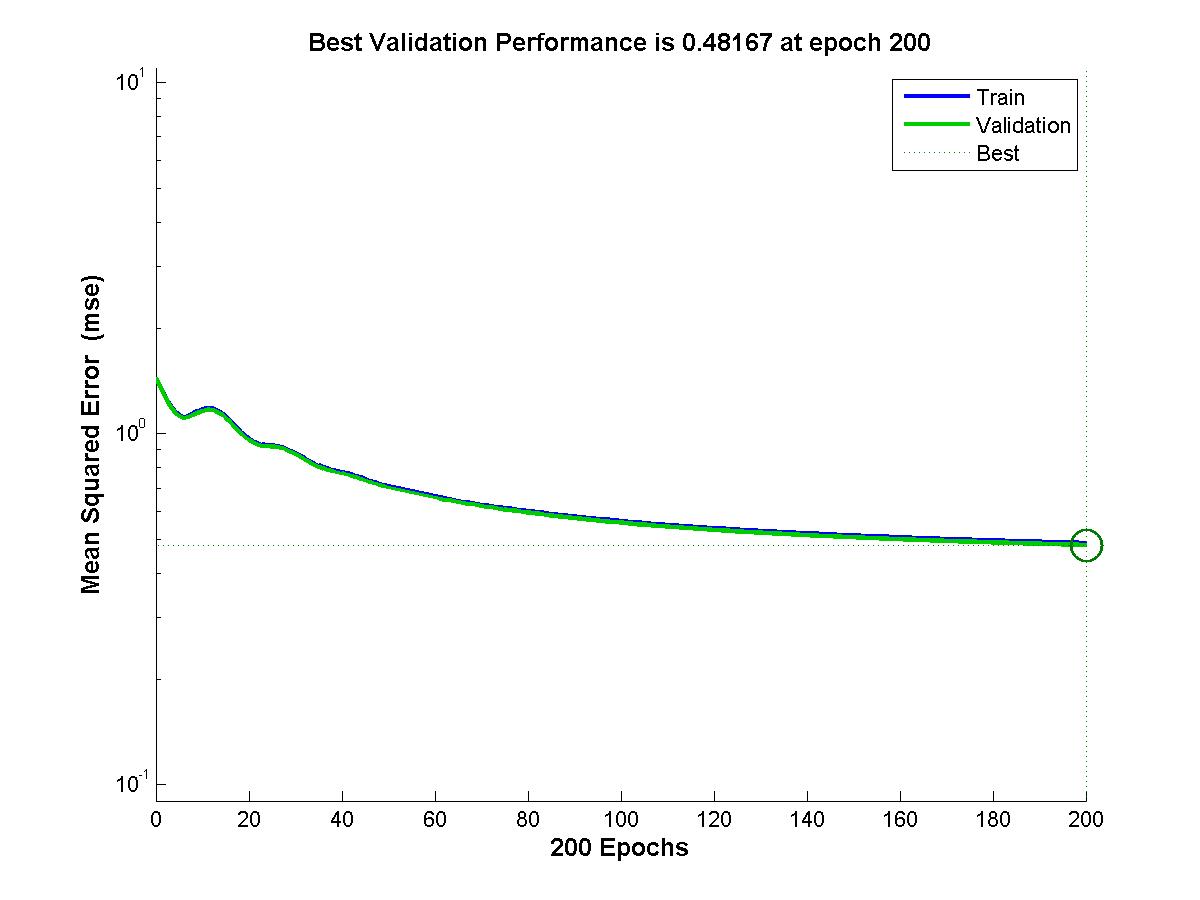 Best Validation Performance is 0.48167 at epoch 200
10^1
Train
Validation
Best
Mean Squared Error (mse)
10^0
10^-1
0 20 40 60 80 100 120 140 160 180 200
200 Epochs